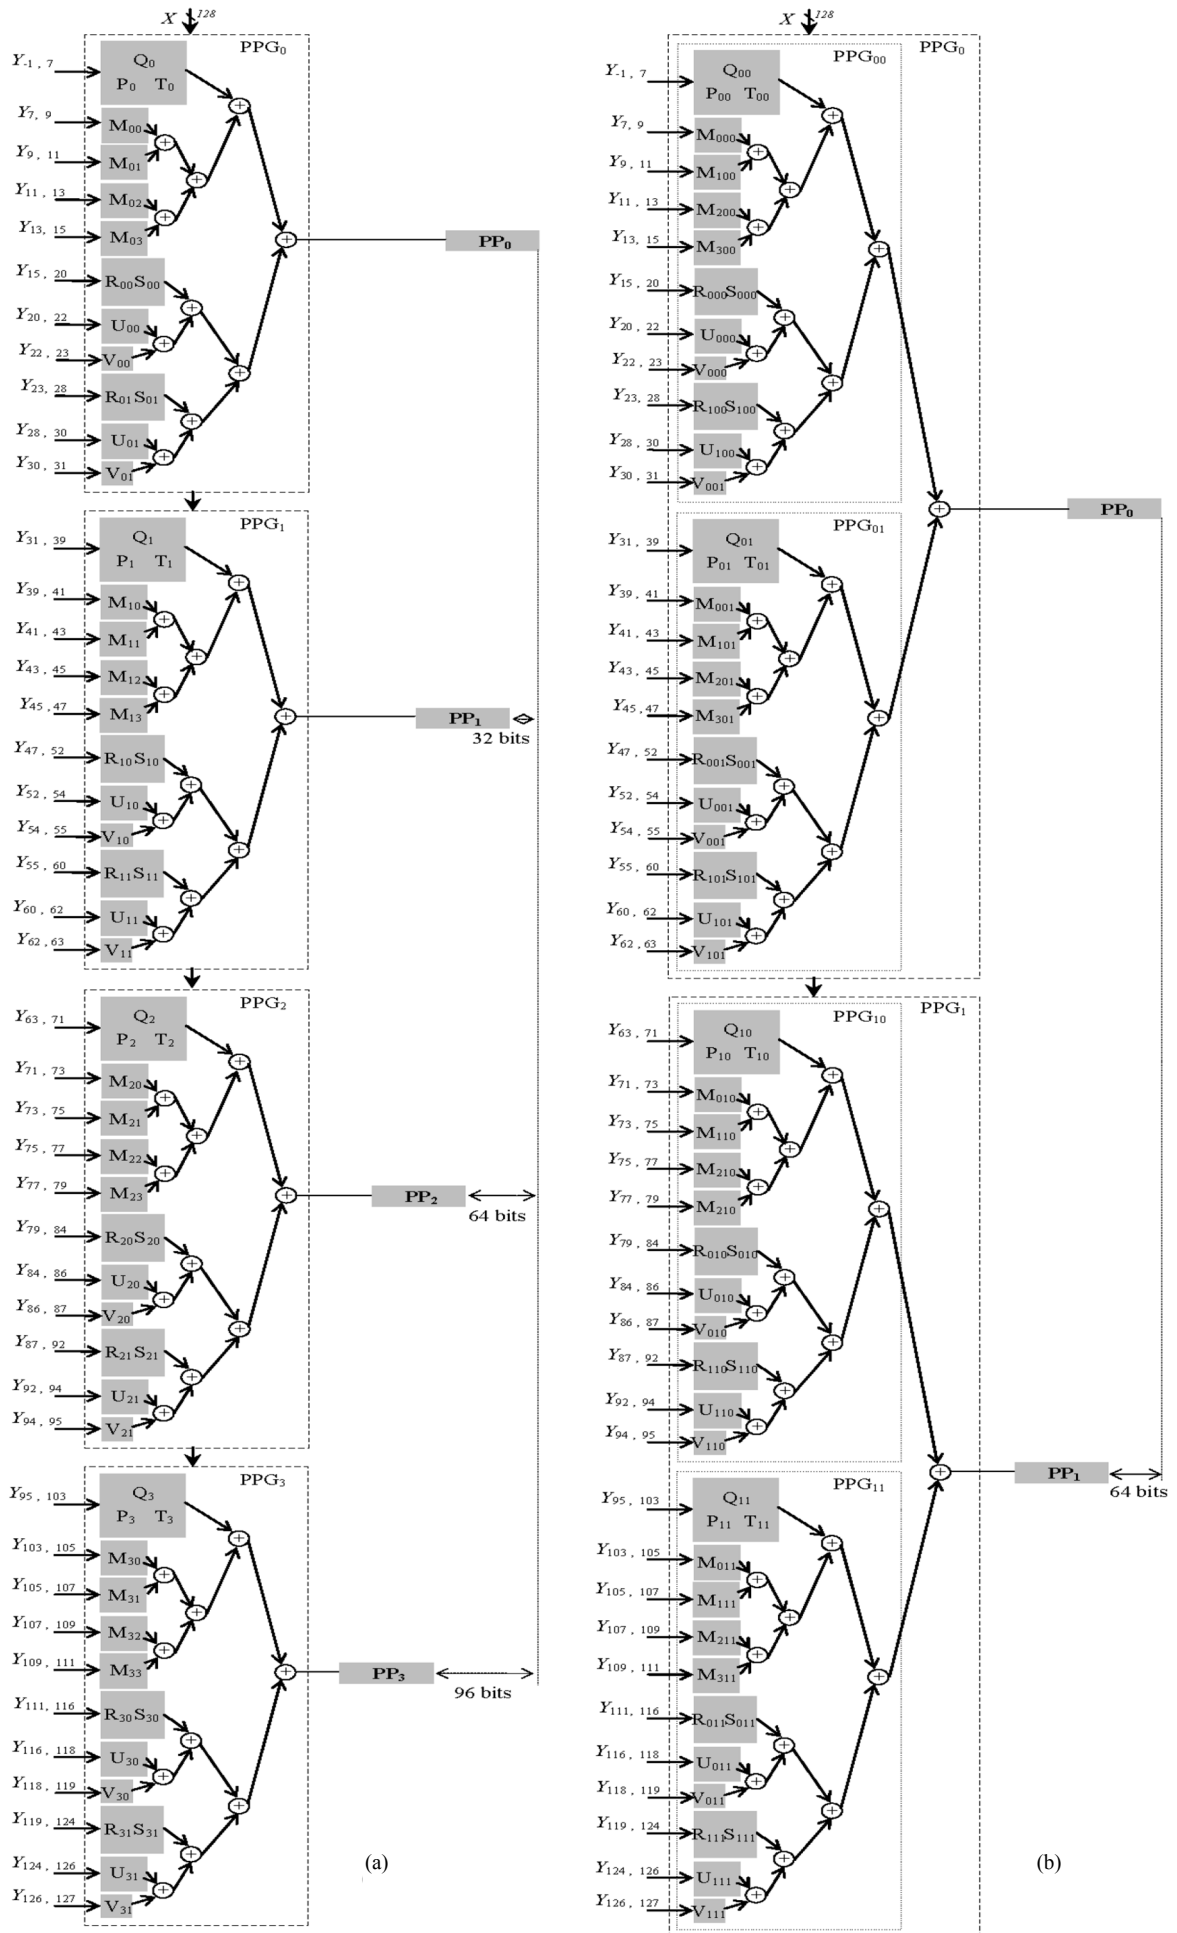 X 128
PPG0
Y-1, 7
Q0
P0 T0
Y7, 9
M00
Y9, 11
M01
Y11, 13
M02
Y13, 15
M03
Y15, 20
R00S00
Y20, 22
U00
Y22, 23
V00
Y23, 28
R01S01
Y28, 30
U01
Y30, 31
V01
PP0
PPG1
Y31, 39
Q1
P1 T1
Y39, 41
M10
Y41, 43
M11
Y43, 45
M12
Y45, 47
M13
Y47, 52
R10S10
Y52, 54
U10
Y54, 55
V10
Y55, 60
R11S11
Y60, 62
U11
Y62, 63
V11
PP1
32 bits
PPG2
Y63, 71
Q2
P2 T2
Y71, 73
M20
Y73, 75
M21
Y75, 77
M22
Y77, 79
M23
Y79, 84
R20S20
Y84, 86
U20
Y86, 87
V20
Y87, 92
R21S21
Y92, 94
U21
Y94, 95
V21
PP2
64 bits
PPG3
Y95, 103
Q3
P3 T3
Y103, 105
M30
Y105, 107
M31
Y107, 109
M32
Y109, 111
M33
Y111, 116
R30S30
Y116, 118
U30
Y118, 119
V30
Y119, 124
R31S31
Y124, 126
U31
Y126, 127
V31
PP3
96 bits
(a)
X 128
PPG0
PPG00
Y-1, 7
Q00
P00 T00
Y7, 9
M000
Y9, 11
M100
Y11, 13
M200
Y13, 15
M300
Y15, 20
R000S000
Y20, 22
U000
Y22, 23
V000
Y23, 28
R100S100
Y28, 30
U100
Y30, 31
V001
PP0
PPG01
Y31, 39
Q01
P01 T01
Y39, 41
M001
Y41, 43
M101
Y43, 45
M201
Y45, 47
M301
Y47, 52
R001S001
Y52, 54
U001
Y54, 55
V001
Y55, 60
R101S101
Y60, 62
U101
Y62, 63
V101
PPG1
PPG10
Y63, 71
Q10
P10 T10
Y71, 73
M010
Y73, 75
M110
Y75, 77
M210
Y77, 79
M210
Y79, 84
R010S010
Y84, 86
U010
Y86, 87
V010
Y87, 92
R110S110
Y92, 94
U110
Y94, 95
V110
PP1
64 bits
PPG11
Y95, 103
Q11
P11 T11
Y103, 105
M011
Y105, 107
M111
Y107, 109
M211
Y109, 111
M311
Y111, 116
R011S011
Y116, 118
U011
Y118, 119
V011
Y119, 124
R111S111
Y124, 126
U111
Y126, 127
V111
(b)